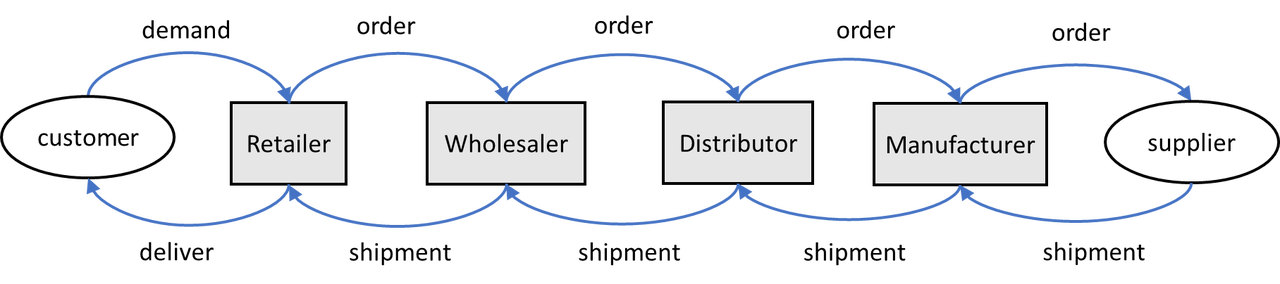 demand
order
order
order
order
customer
Retailer
Wholesaler
Distributor
Manufacturer
supplier
deliver
shipment
shipment
shipment
shipment